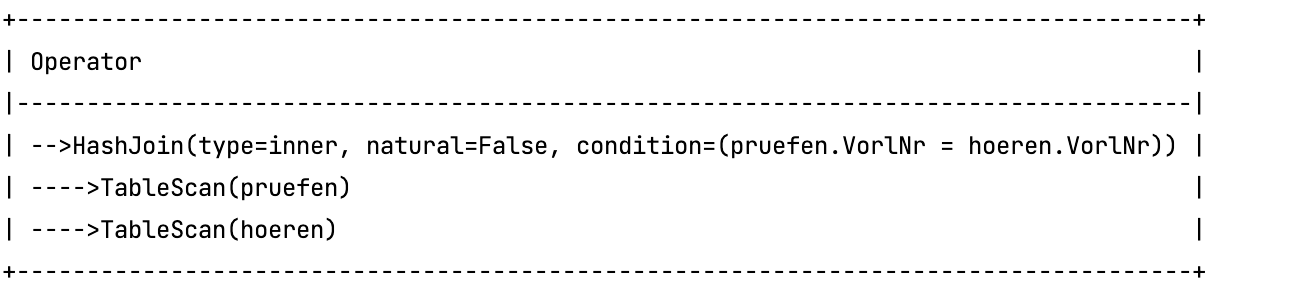 +------------------------------------------------------------------------------------+
| Operator                                                                           |
|------------------------------------------------------------------------------------|
| -->HashJoin(type=inner, natural=False, condition=(pruefen.VorlNr = hoeren.VorlNr)) |
| ---->TableScan(pruefen)                                                            |
| ---->TableScan(hoeren)                                                             |
+------------------------------------------------------------------------------------+